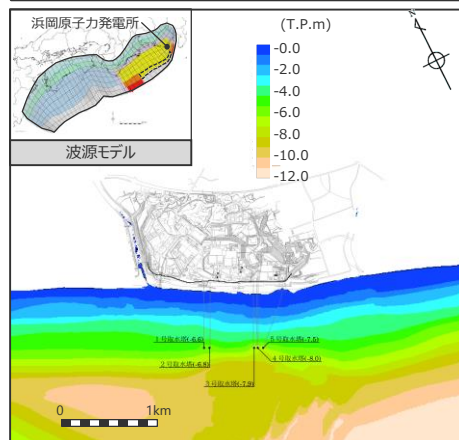 浜岡原子力発電所
波源モデル
(T.P.m)
-0.0
-2.0
-4.0
-6.0
-8.0
-10.0
-12.0
1号取水塔(-6.6)
2号取水塔(-6.8)
3号取水塔(-7.9)
5号取水塔(-7.5)
4号取水塔(-8.0)
0 1km